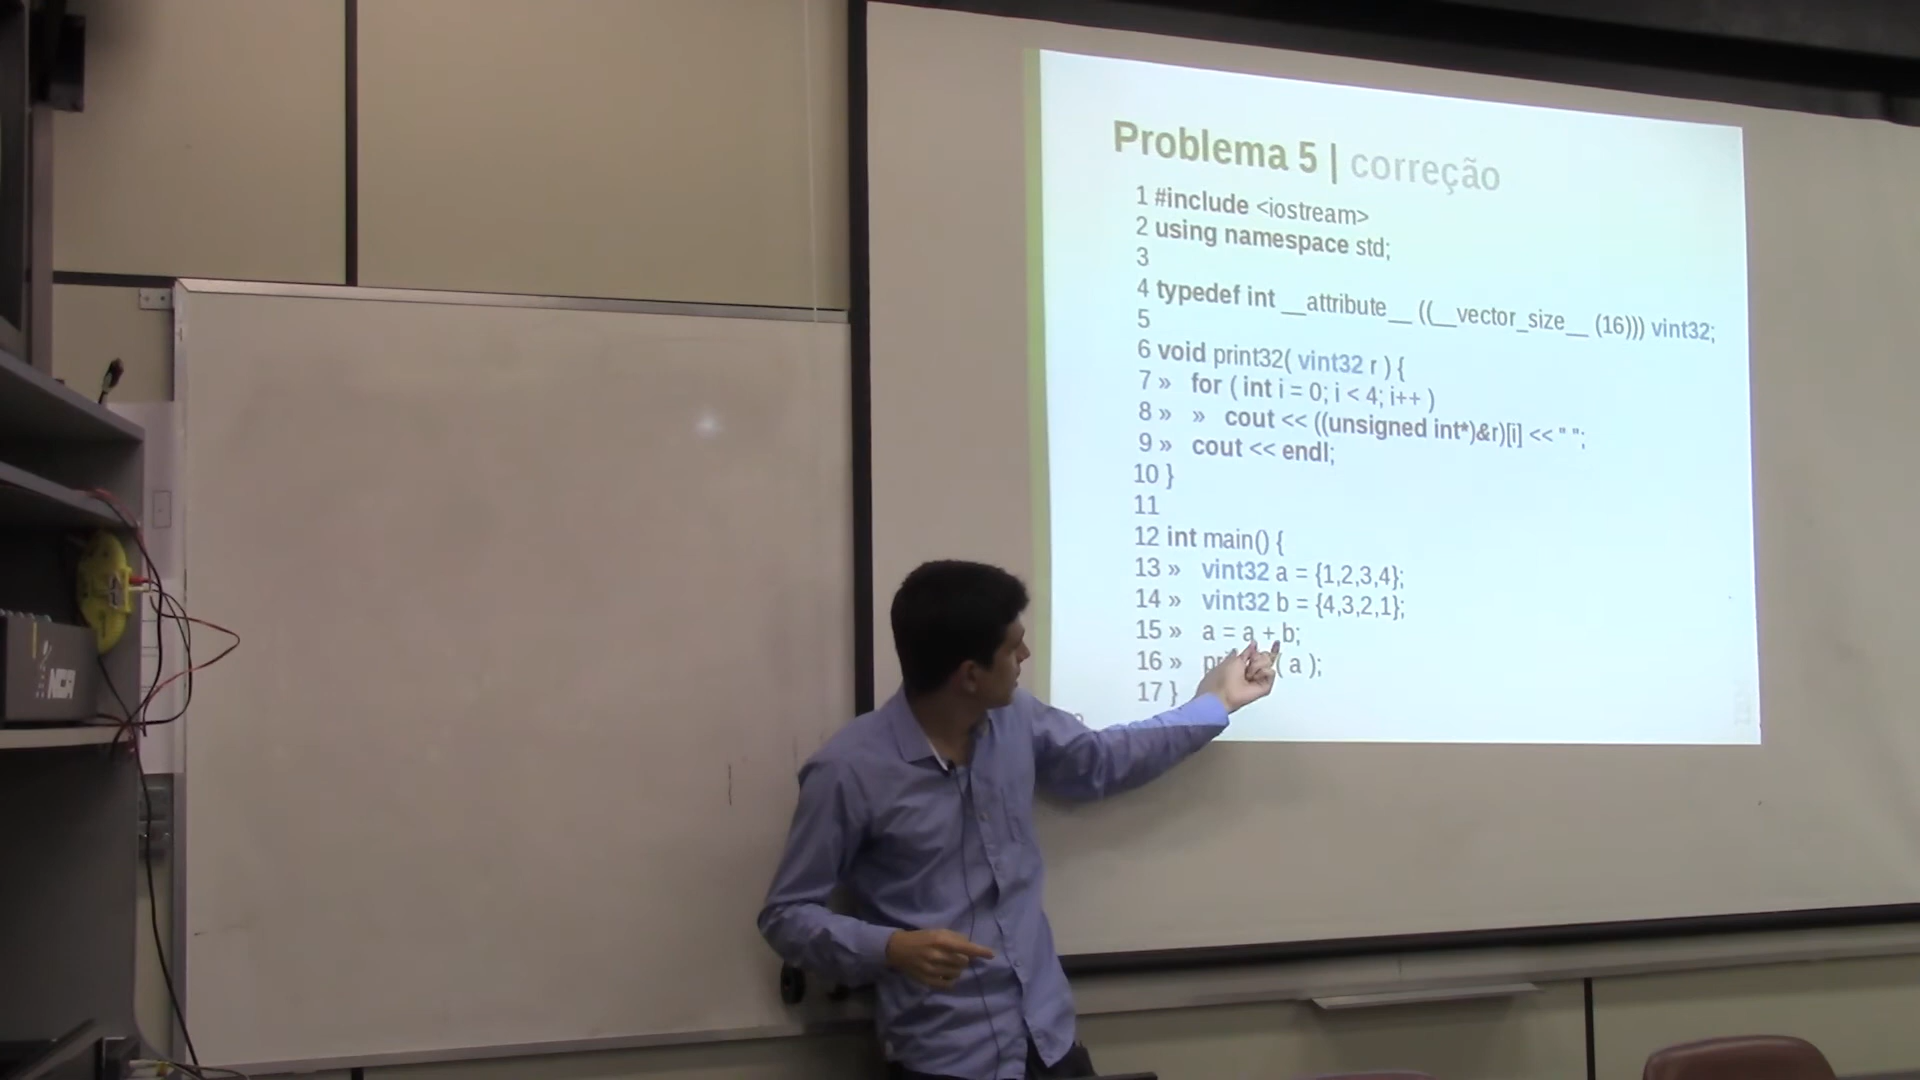 Problema 5 | correção
1 #include <iostream>
2 using namespace std;
3
4 typedef int __attribute__ ((__vector_size__ (16))) vint32;
5
6 void print32( vint32 r ) {
7 » for ( int i = 0; i < 4; i++ )
8 » » cout << ((unsigned int*)&r)[i] << " ";
9 » cout << endl;
10 }
11
12 int main() {
13 » vint32 a = {1,2,3,4};
14 » vint32 b = {4,3,2,1};
15 » a = a + b;
16 » ( a );
17 }